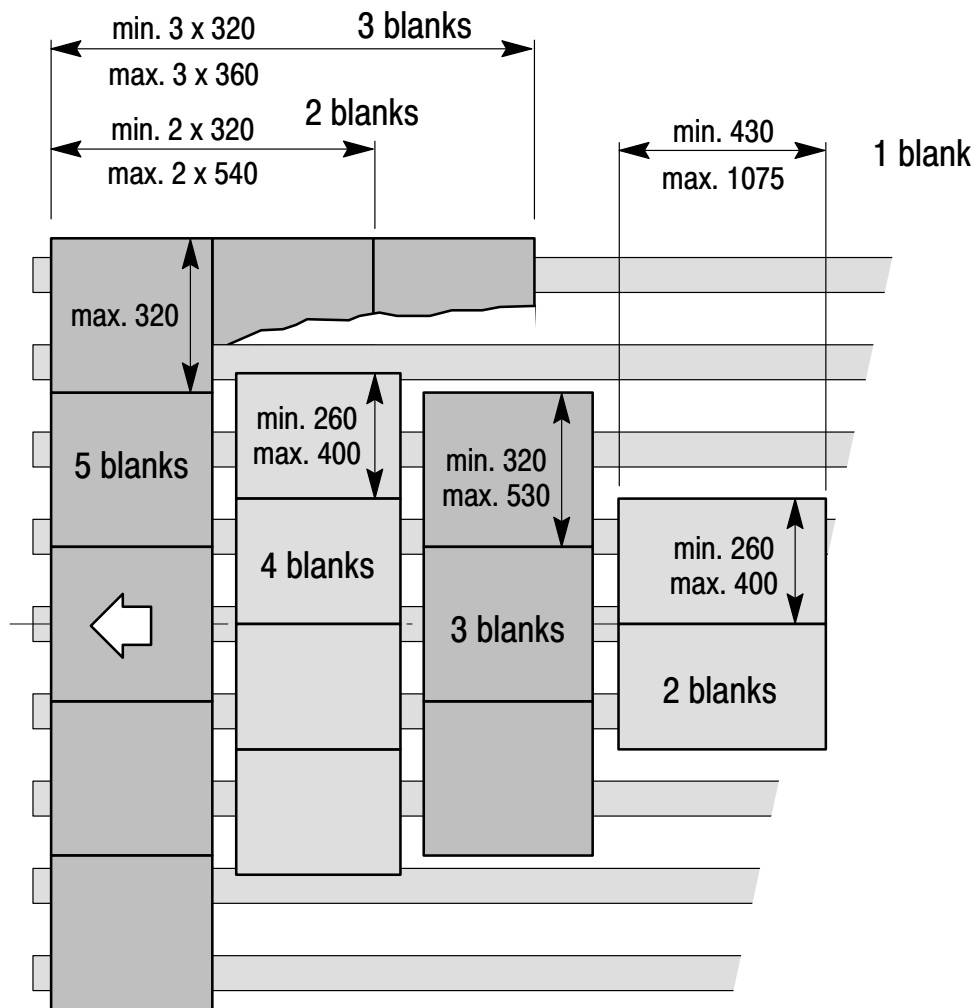 min. 3 x 320 3 blanks
max. 3 x 360
min. 2 x 320 2 blanks
max. 2 x 540
min. 430
max. 1075
1 blank
max. 320
5 blanks
min. 260
max. 400
4 blanks
min. 320
max. 530
3 blanks
min. 260
max. 400
2 blanks